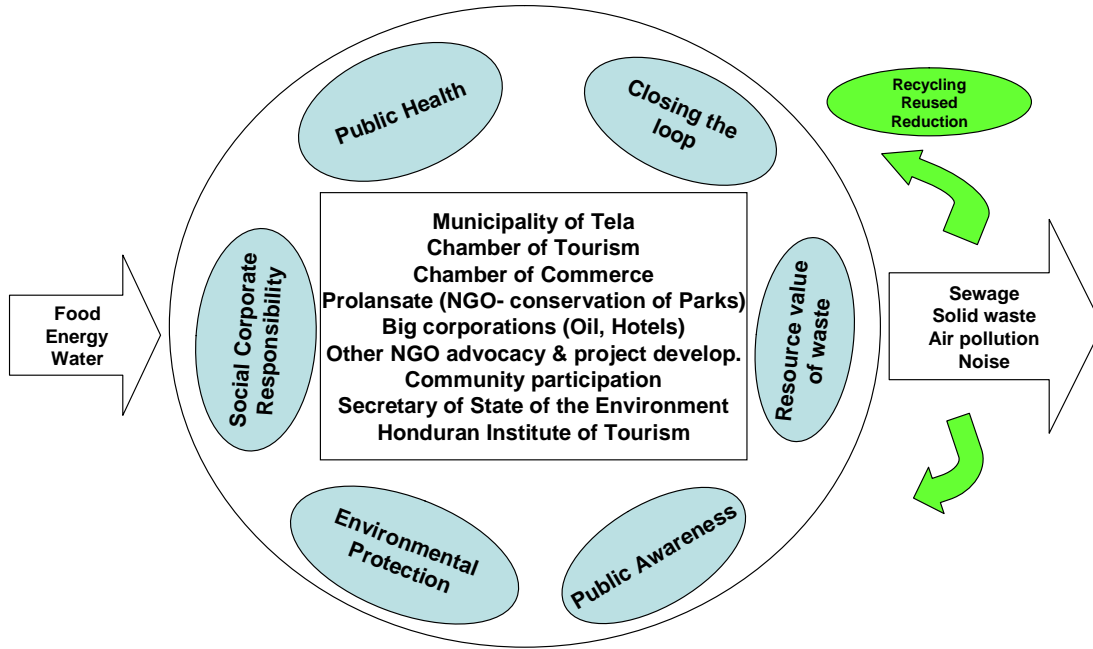 Public Health
Closing the
loop
Recycling
Reused
Reduction
Food
Energy
Water
Social Corporate
Responsibility
Municipality of Tela
Chamber of Tourism
Chamber of Commerce
Prolansate (NGO- conservation of Parks)
Big corporations (Oil, Hotels)
Other NGO advocacy & project develop.
Community participation
Secretary of State of the Environment
Honduran Institute of Tourism
Resource value
of waste
Sewage
Solid waste
Air pollution
Noise
Environmental
Protection
Public Awareness